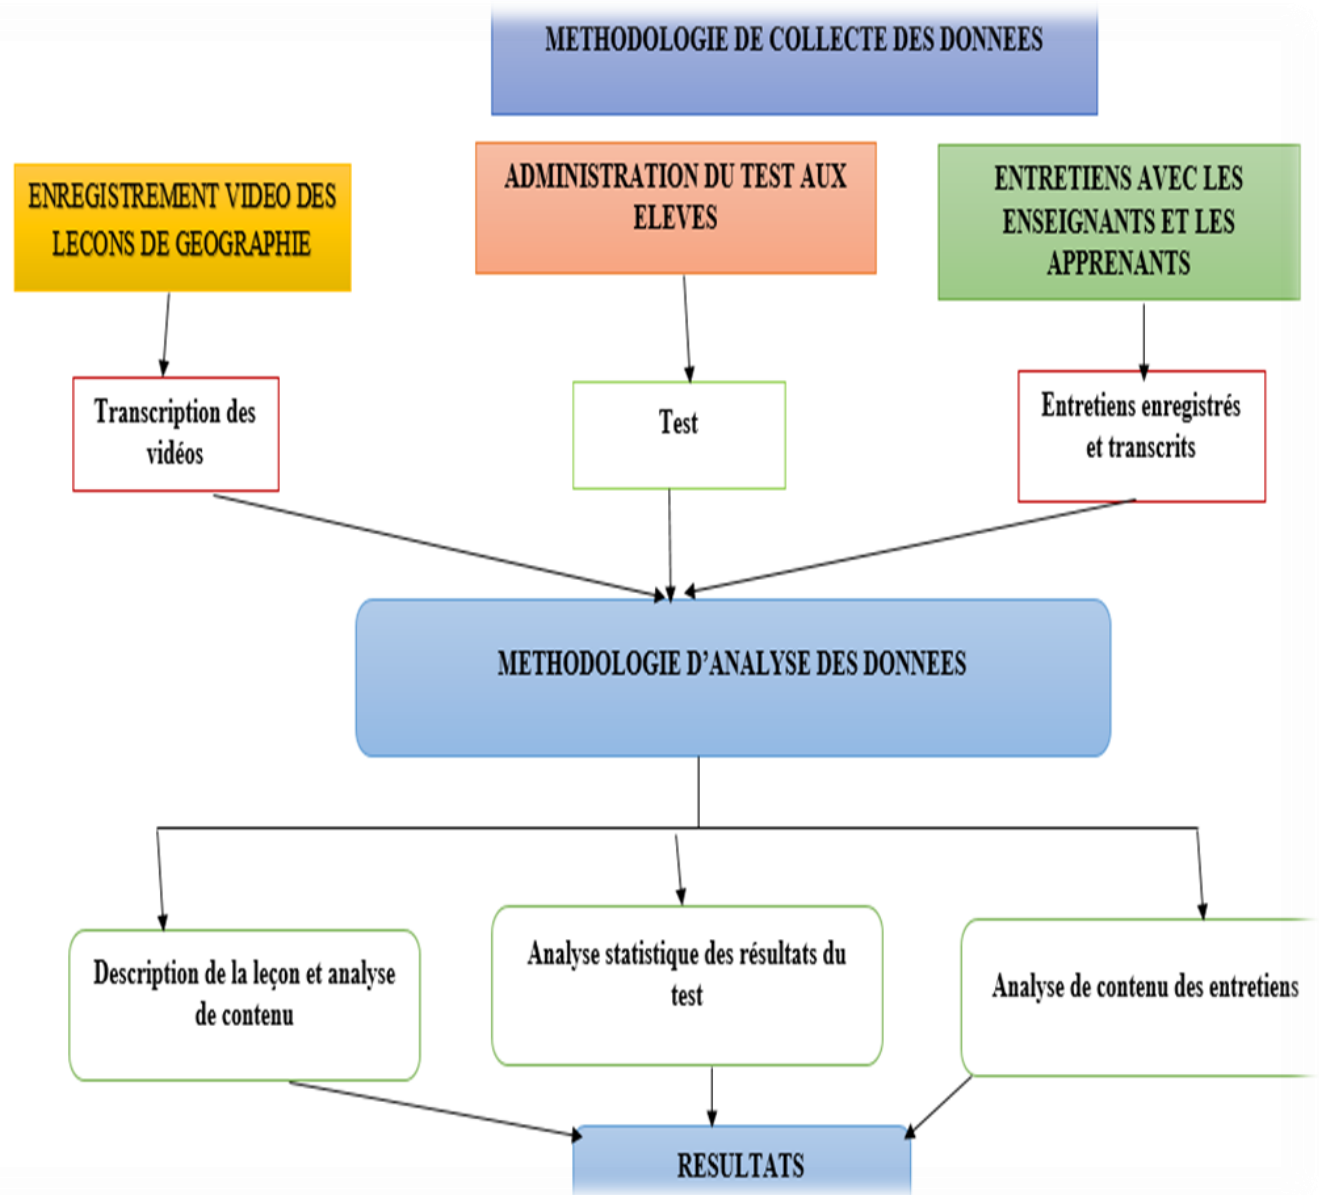 METHODOLOGIE DE COLLECTE DES DONNEES
ENREGISTREMENT VIDEO DES
LECONS DE GEOGRAPHIE
ADMINISTRATION DU TEST AUX
ELEVES
ENTRETIENS AVEC LES
ENSEIGNANTS ET LES
APPRENANTS
Transcription des
vidéos
Test
Entretiens enregistrés
et transcrits
METHODOLOGIE D’ANALYSE DES DONNEES
Description de la leçon et analyse
de contenu
Analyse statistique des résultats du
test
Analyse de contenu des entretiens
RESULTATS